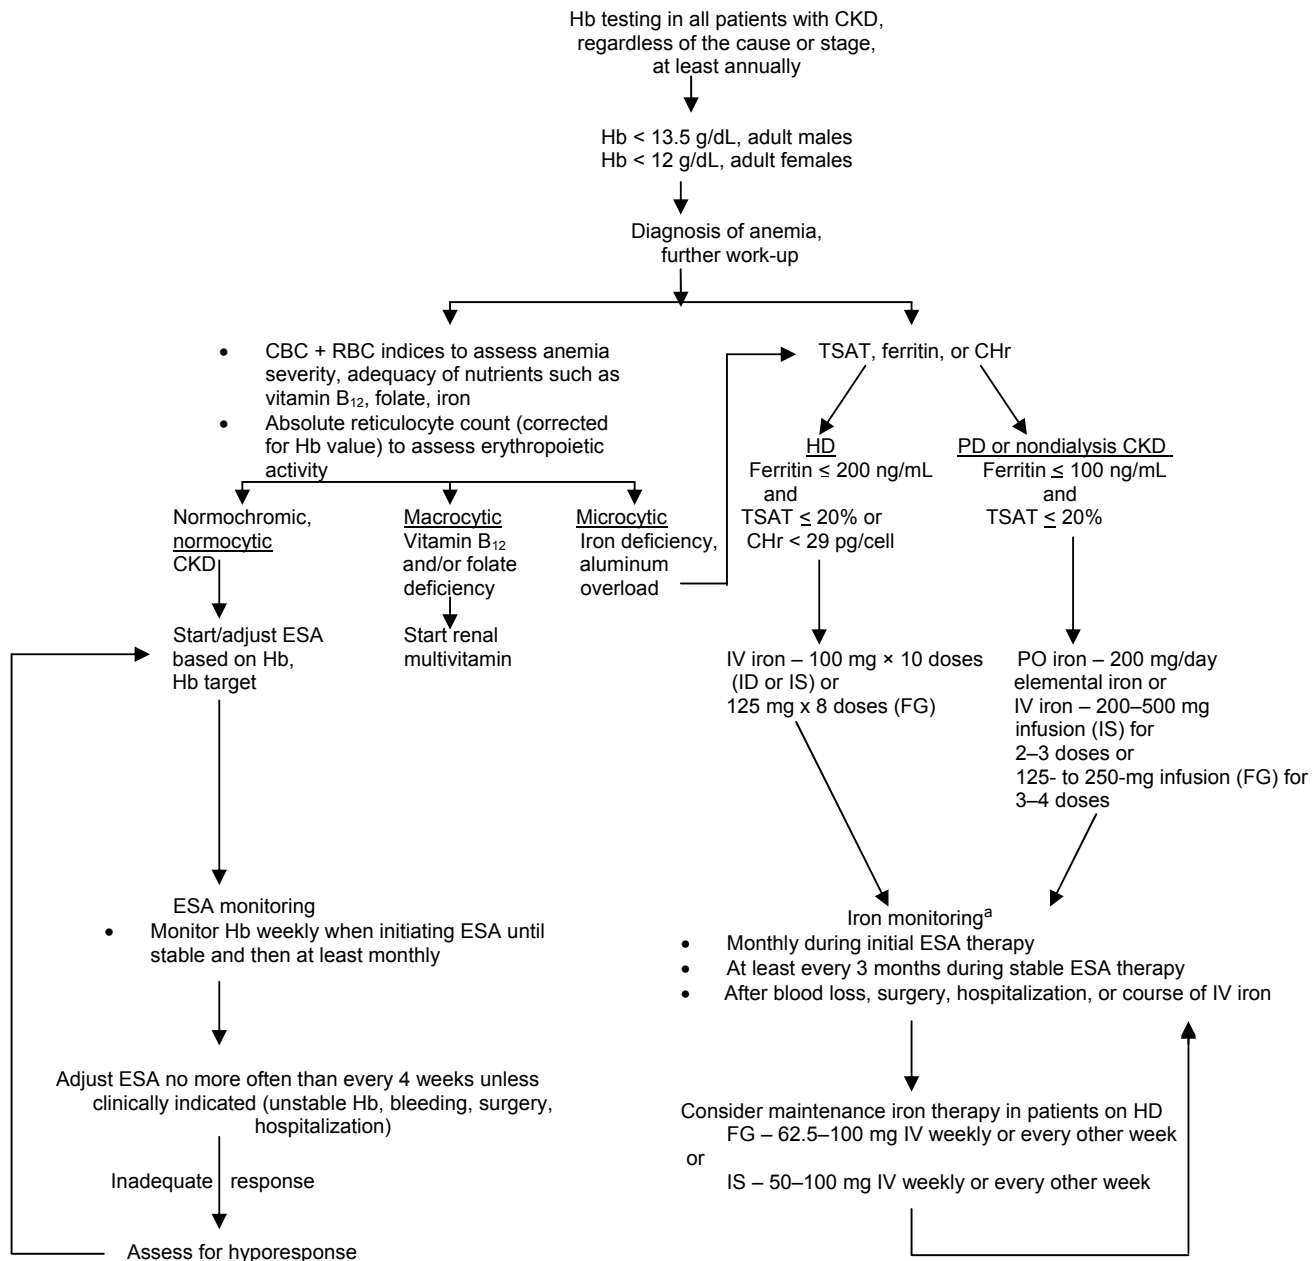 Hb testing in all patients with CKD,
regardless of the cause or stage,
at least annually
Hb < 13.5 g/dL, adult males
Hb < 12 g/dL, adult females
Diagnosis of anemia,
further work-up
• CBC + RBC indices to assess anemia
severity, adequacy of nutrients such as
vitamin B₁₂, folate, iron
• Absolute reticulocyte count (corrected
for Hb value) to assess erythropoietic
activity
Normochromic,
normocytic
CKD
Macrocytic
Vitamin B₁₂
and/or folate
deficiency
Microcytic
Iron deficiency,
aluminum
overload
Start/adjust ESA
based on Hb,
Hb target
Start renal
multivitamin
ESA monitoring
• Monitor Hb weekly when initiating ESA until
stable and then at least monthly
Adjust ESA no more often than every 4 weeks unless
clinically indicated (unstable Hb, bleeding, surgery,
hospitalization)
Inadequate response
Assess for hyporesponse
TSAT, ferritin, or CHr
HD
Ferritin ≤ 200 ng/mL
and
TSAT ≤ 20% or
CHr < 29 pg/cell
PD or nondialysis CKD
Ferritin ≤ 100 ng/mL
and
TSAT ≤ 20%
IV iron – 100 mg × 10 doses
(ID or IS) or
125 mg x 8 doses (FG)
PO iron – 200 mg/day
elemental iron or
IV iron – 200–500 mg
infusion (IS) for
2–3 doses or
125- to 250-mg infusion (FG) for
3–4 doses
Iron monitoringᵃ
• Monthly during initial ESA therapy
• At least every 3 months during stable ESA therapy
• After blood loss, surgery, hospitalization, or course of IV iron
Consider maintenance iron therapy in patients on HD
FG – 62.5–100 mg IV weekly or every other week
or
IS – 50–100 mg IV weekly or every other week